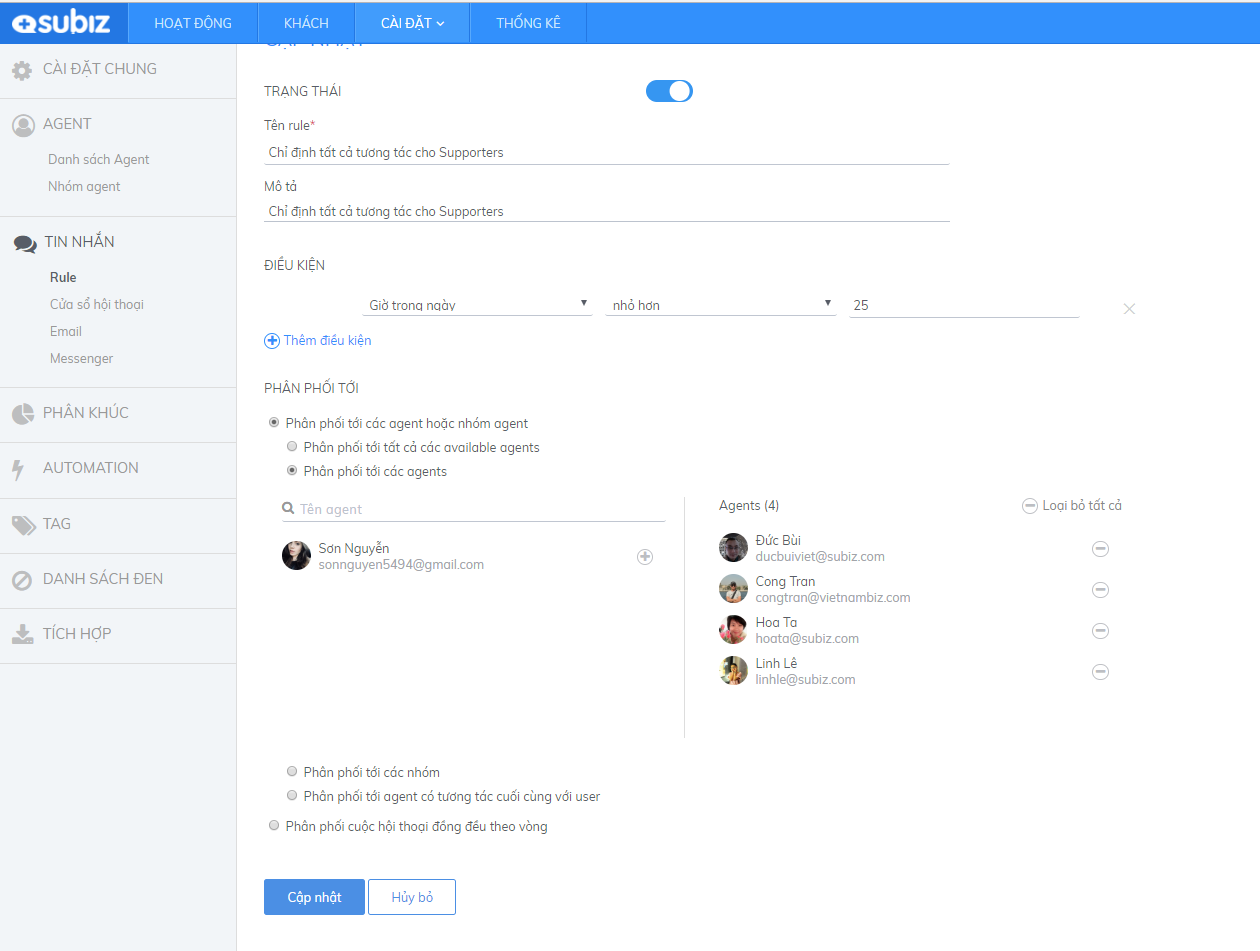 subiz
HOẠT ĐỘNG
KHÁCH
CÀI ĐẶT
THỐNG KÊ
CÀI ĐẶT CHUNG
AGENT
Danh sách Agent
Nhóm agent
TIN NHẮN
Rule
Cửa sổ hội thoại
Email
Messenger
PHÂN KHÚC
AUTOMATION
TAG
DANH SÁCH ĐEN
TÍCH HỢP
TRẠNG THÁI
Tên rule*
Chỉ định tất cả tương tác cho Supporters
Mô tả
Chỉ định tất cả tương tác cho Supporters
ĐIỀU KIỆN
Giờ trong ngày nhỏ hơn 25
Thêm điều kiện
PHÂN PHỐI TỚI
Phân phối tới các agent hoặc nhóm agent
Phân phối tới tất cả các available agents
Phân phối tới các agents
Tên agent
Sơn Nguyễn
sonnguyen5494@gmail.com
Agents (4) Loại bỏ tất cả
Đức Bùi
ducbuiviet@subiz.com
Cong Tran
congtran@vietnambiz.com
Hoa Ta
hoata@subiz.com
Linh Lê
linhle@subiz.com
Phân phối tới các nhóm
Phân phối tới agent có tương tác cuối cùng với user
Phân phối cuộc hội thoại đồng đều theo vòng
Cập nhật Hủy bỏ